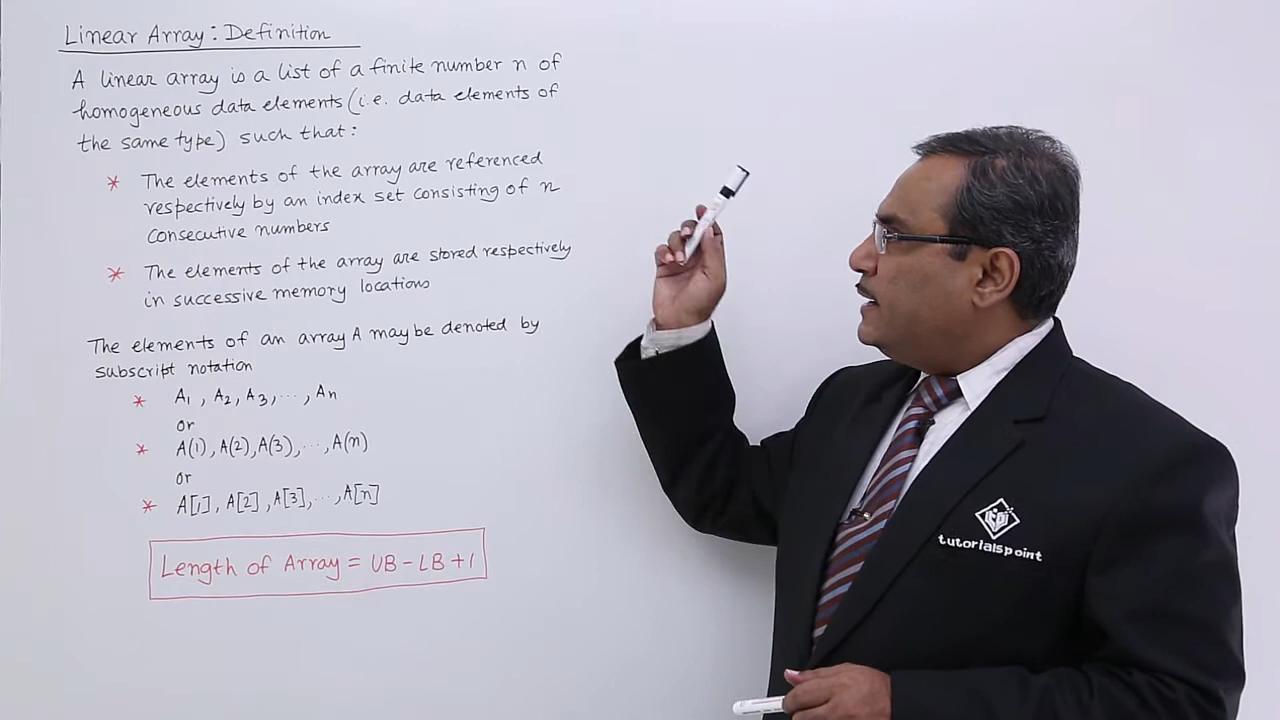 Linear Array: Definition
A linear array is a list of a finite number n of
homogeneous data elements (i.e. data elements of
the same type) such that:
* The elements of the array are referenced
respectively by an index set consisting of n
consecutive numbers
* The elements of the array are stored respectively
in successive memory locations
The elements of an array A may be denoted by
subscript notation
* A1, A2, A3, ..., An
or
* A(1), A(2), A(3), ..., A(n)
or
* A[1], A[2], A[3], ..., A[n]
Length of Array = UB - LB + 1
tutorialspoint